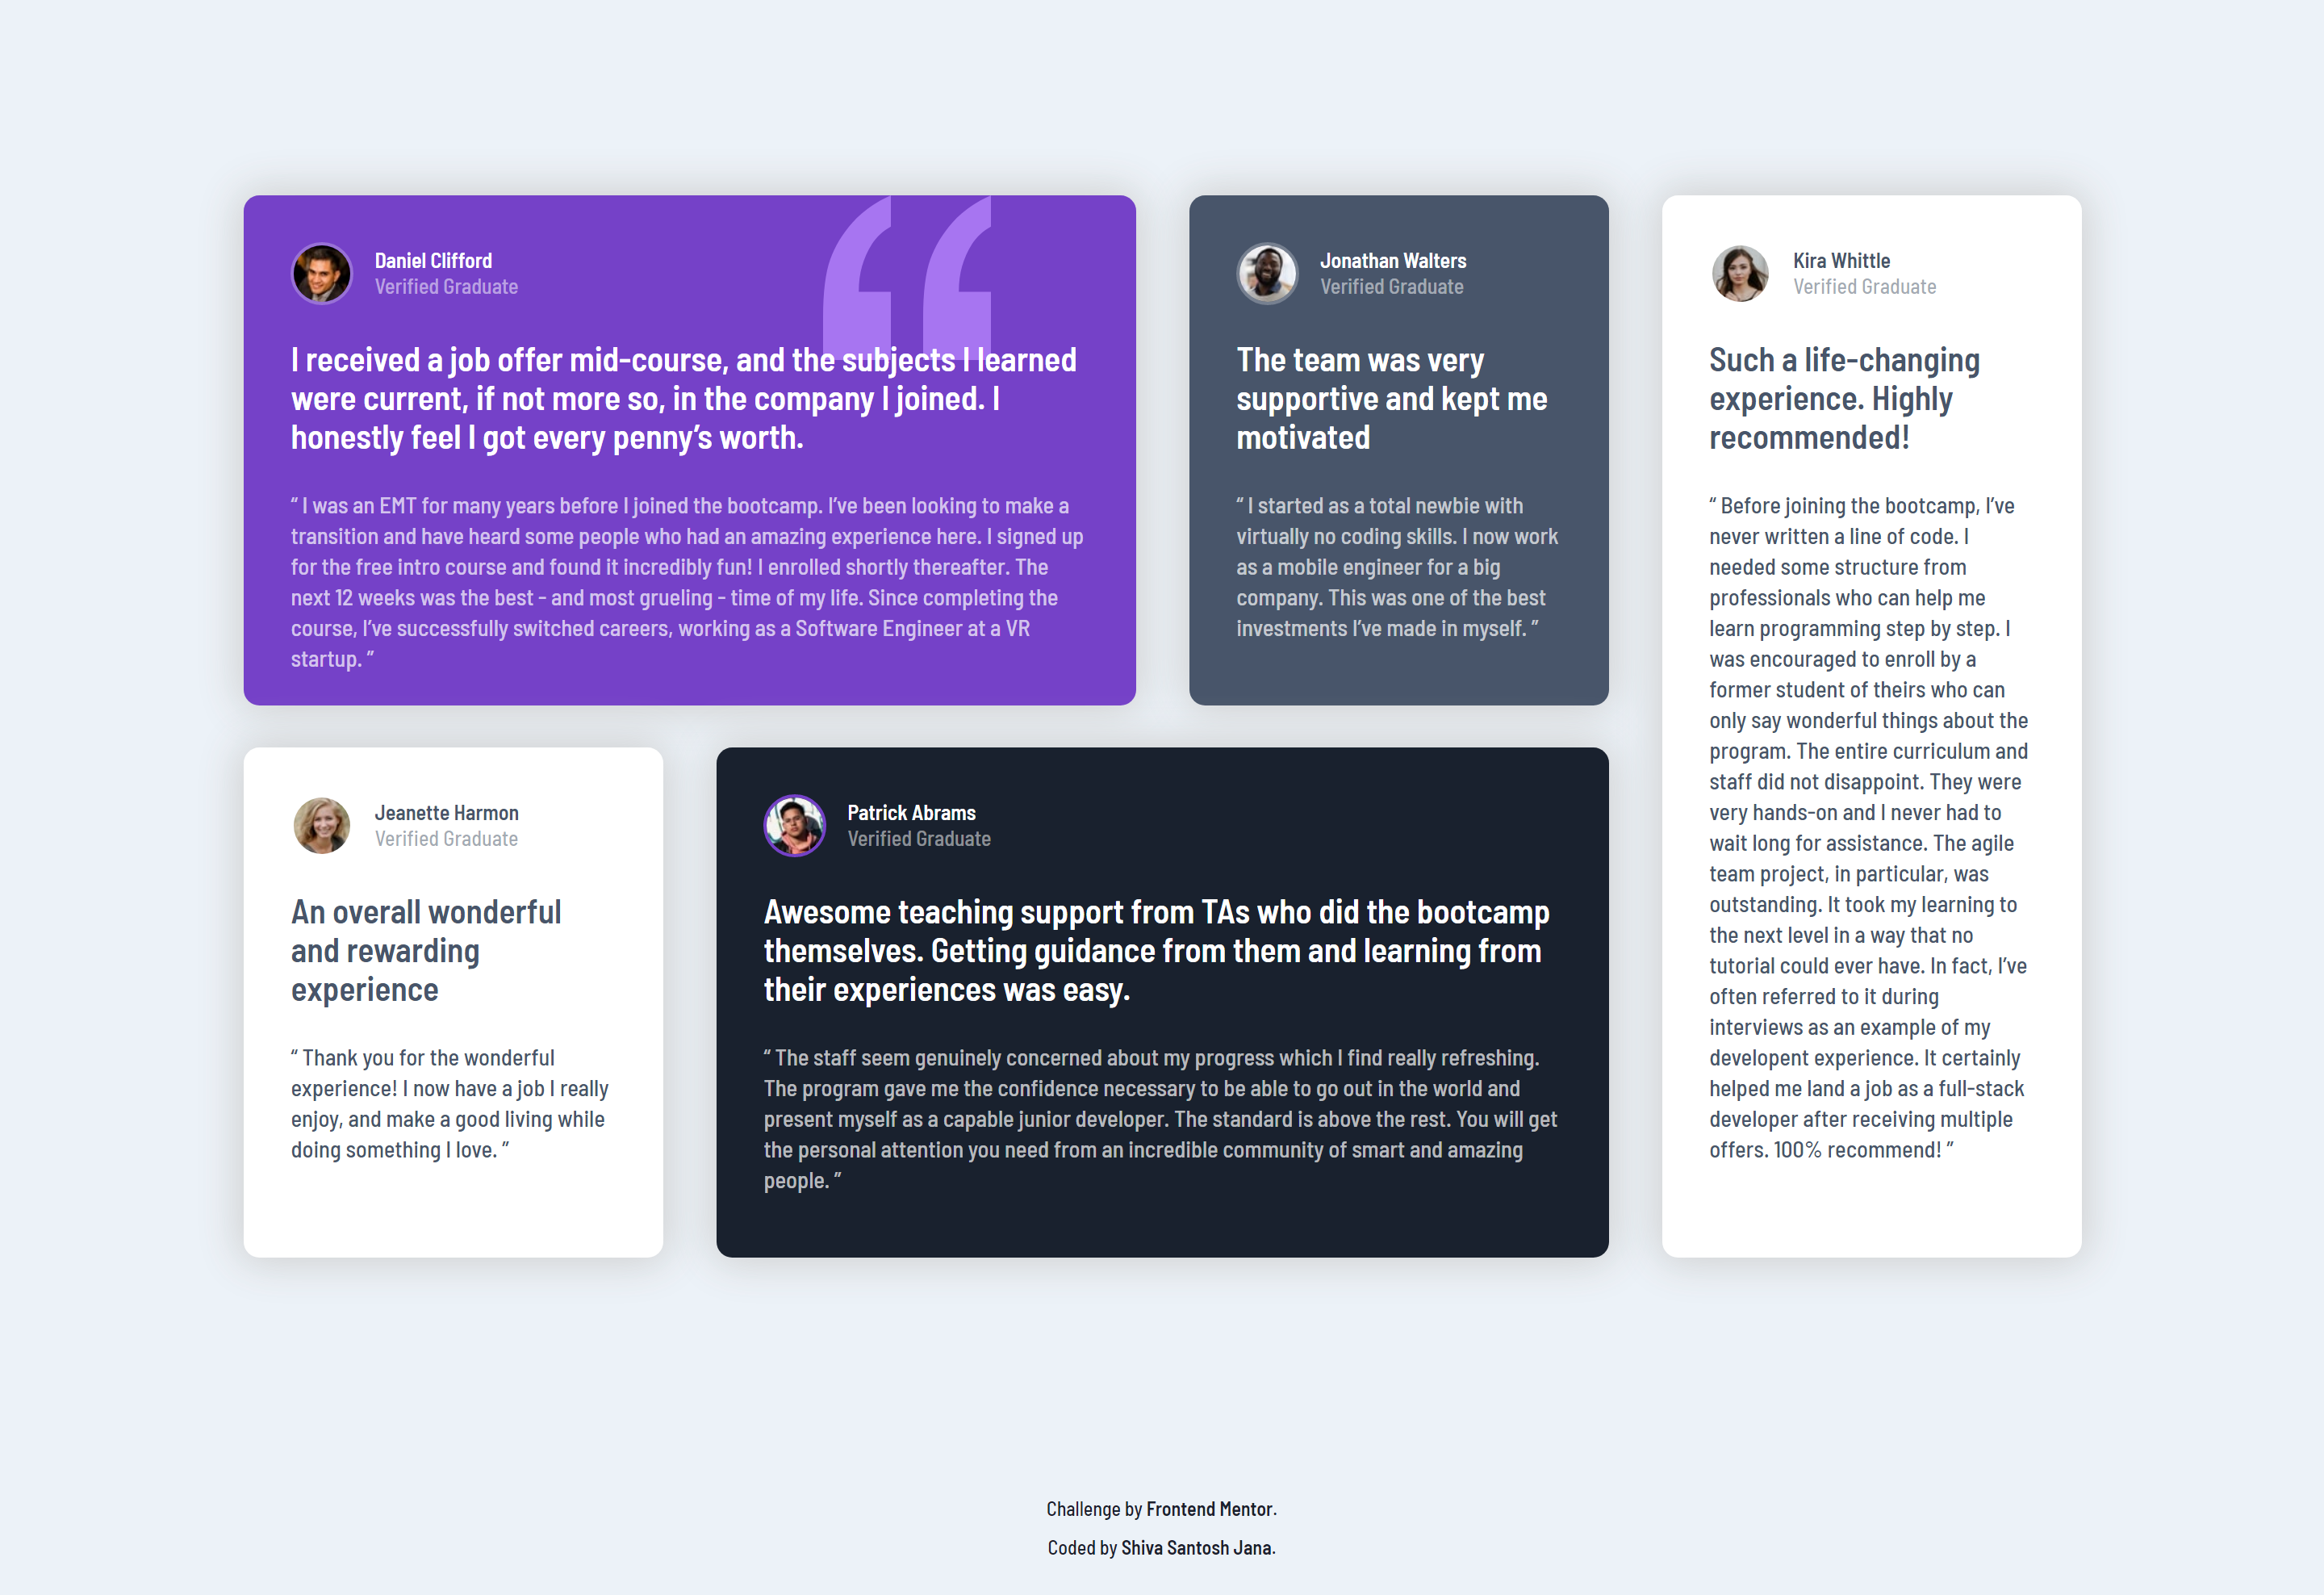 Daniel Clifford
Verified Graduate
I received a job offer mid-course, and the subjects I learned
were current, if not more so, in the company I joined. I
honestly feel I got every penny’s worth.
“ I was an EMT for many years before I joined the bootcamp. I’ve been looking to make a
transition and have heard some people who had an amazing experience here. I signed up
for the free intro course and found it incredibly fun! I enrolled shortly thereafter. The
next 12 weeks was the best - and most grueling - time of my life. Since completing the
course, I’ve successfully switched careers, working as a Software Engineer at a VR
startup. ”
Jonathan Walters
Verified Graduate
The team was very
supportive and kept me
motivated
“ I started as a total newbie with
virtually no coding skills. I now work
as a mobile engineer for a big
company. This was one of the best
investments I’ve made in myself. ”
Kira Whittle
Verified Graduate
Such a life-changing
experience. Highly
recommended!
“ Before joining the bootcamp, I’ve
never written a line of code. I
needed some structure from
professionals who can help me
learn programming step by step. I
was encouraged to enroll by a
former student of theirs who can
only say wonderful things about the
program. The entire curriculum and
staff did not disappoint. They were
very hands-on and I never had to
wait long for assistance. The agile
team project, in particular, was
outstanding. It took my learning to
the next level in a way that no
tutorial could ever have. In fact, I’ve
often referred to it during
interviews as an example of my
developent experience. It certainly
helped me land a job as a full-stack
developer after receiving multiple
offers. 100% recommend! ”
Jeanette Harmon
Verified Graduate
An overall wonderful
and rewarding
experience
“ Thank you for the wonderful
experience! I now have a job I really
enjoy, and make a good living while
doing something I love. ”
Patrick Abrams
Verified Graduate
Awesome teaching support from TAs who did the bootcamp
themselves. Getting guidance from them and learning from
their experiences was easy.
“ The staff seem genuinely concerned about my progress which I find really refreshing.
The program gave me the confidence necessary to be able to go out in the world and
present myself as a capable junior developer. The standard is above the rest. You will get
the personal attention you need from an incredible community of smart and amazing
people. ”
Challenge by Frontend Mentor.
Coded by Shiva Santosh Jana.